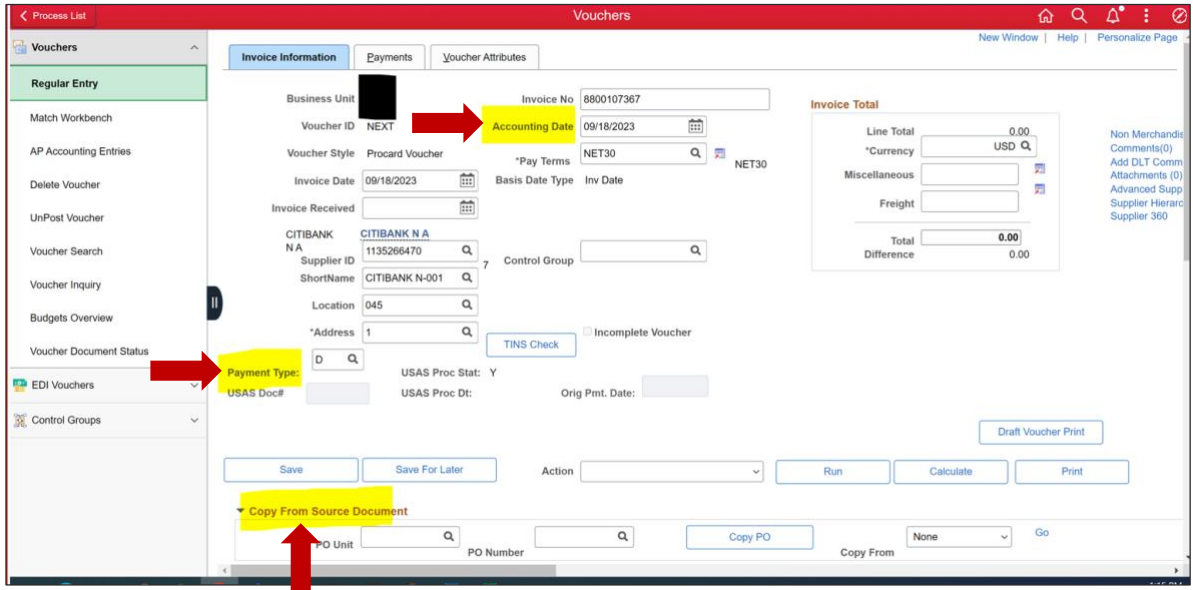 Process List
Vouchers
New Window | Help | Personalize Page
Vouchers
Regular Entry
Match Workbench
AP Accounting Entries
Delete Voucher
UnPost Voucher
Voucher Search
Voucher Inquiry
Budgets Overview
Voucher Document Status
EDI Vouchers
Control Groups
Invoice Information
Payments
Voucher Attributes
Business Unit
Invoice No 8800107367
Voucher ID NEXT
Accounting Date 09/18/2023
Voucher Style Procard Voucher
*Pay Terms NET30
NET30
Invoice Date 09/18/2023
Basis Date Type Inv Date
Invoice Received
CITIBANK N A
CITIBANK N A
Supplier ID 1135266470
7
Control Group
ShortName CITIBANK N-001
Location 045
*Address 1
TINS Check
Incomplete Voucher
D
Payment Type:
USAS Proc Stat: Y
USAS Doc#
USAS Proc Dt:
Orig Pmt. Date:
Invoice Total
Line Total 0.00
*Currency USD
Miscellaneous
Freight
Total 0.00
Difference 0.00
Non Merchandis
Comments(0)
Add DLT Comm
Attachments (0)
Advanced Supp
Supplier Hierarc
Supplier 360
Draft Voucher Print
Save
Save For Later
Action
Run
Calculate
Print
Copy From Source Document
PO Unit
PO Number
Copy PO
Copy From
None
Go